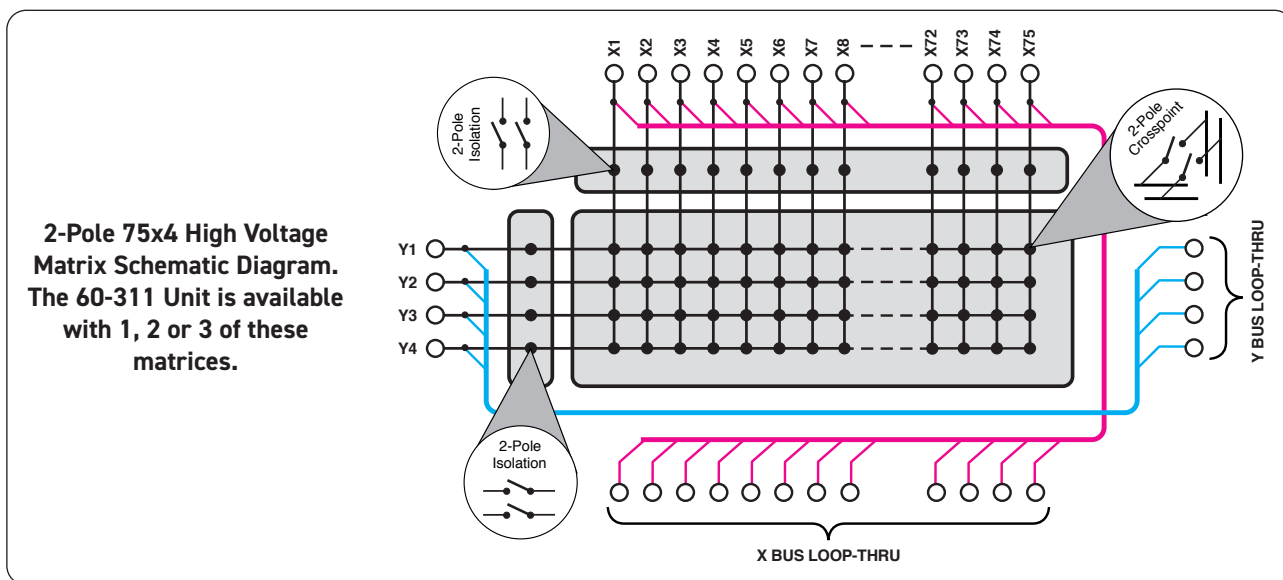 X1 X2 X3 X4 X5 X6 X7 X8 X72 X73 X74 X75
2-Pole
Isolation
2-Pole
Crosspoint
2-Pole 75x4 High Voltage
Matrix Schematic Diagram.
The 60-311 Unit is available
with 1, 2 or 3 of these
matrices.
Y1
Y2
Y3
Y4
Y BUS LOOP-THRU
2-Pole
Isolation
X BUS LOOP-THRU